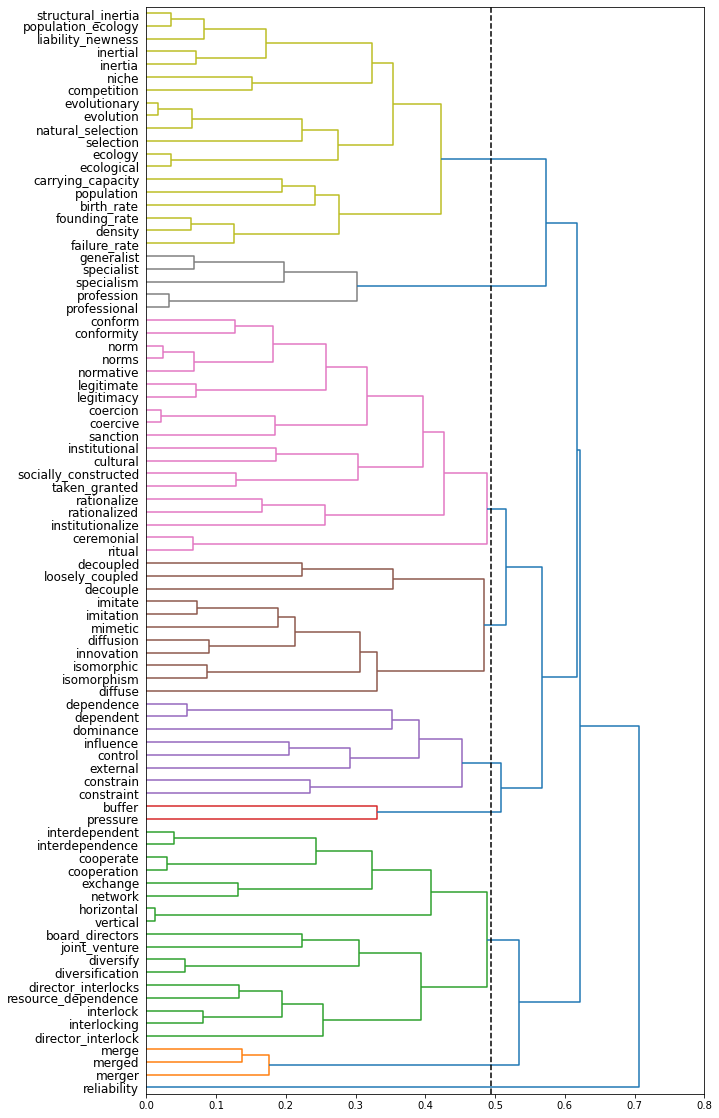 structural_inertia
population_ecology
liability_newness
inertial
inertia
niche
competition
evolutionary
evolution
natural_selection
selection
ecology
ecological
carrying_capacity
population
birth_rate
founding_rate
density
failure_rate
generalist
specialist
specialism
profession
professional
conform
conformity
norm
norms
normative
legitimate
legitimacy
coercion
coercive
sanction
institutional
cultural
socially_constructed
taken_granted
rationalize
rationalized
institutionalize
ceremonial
ritual
decoupled
loosely_coupled
decouple
imitate
imitation
mimetic
diffusion
innovation
isomorphic
isomorphism
diffuse
dependence
dependent
dominance
influence
control
external
constrain
constraint
buffer
pressure
interdependent
interdependence
cooperate
cooperation
exchange
network
horizontal
vertical
board_directors
joint_venture
diversify
diversification
director_interlocks
resource_dependence
interlock
interlocking
director_interlock
merge
merged
merger
reliability
0.0 0.1 0.2 0.3 0.4 0.5 0.6 0.7 0.8